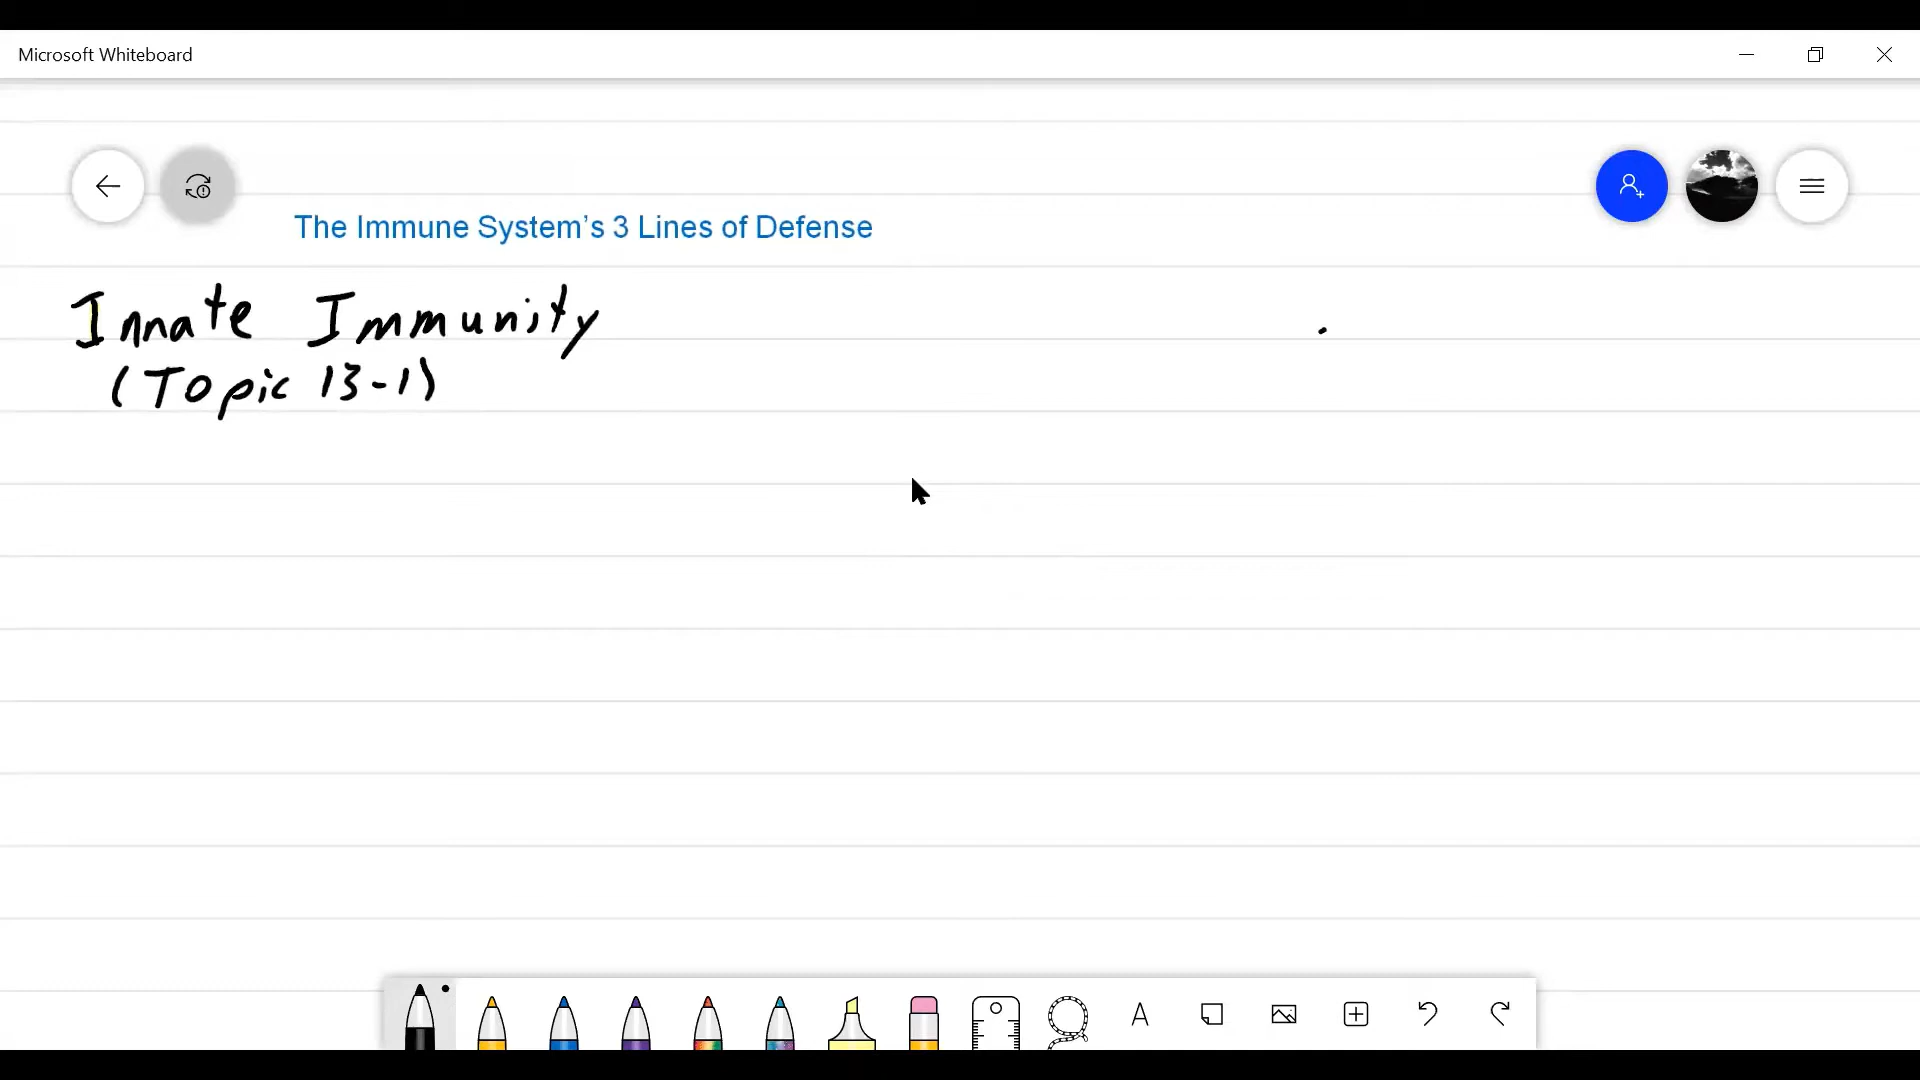 Microsoft Whiteboard
The Immune System’s 3 Lines of Defense
Innate Immunity
(Topic 13-1)